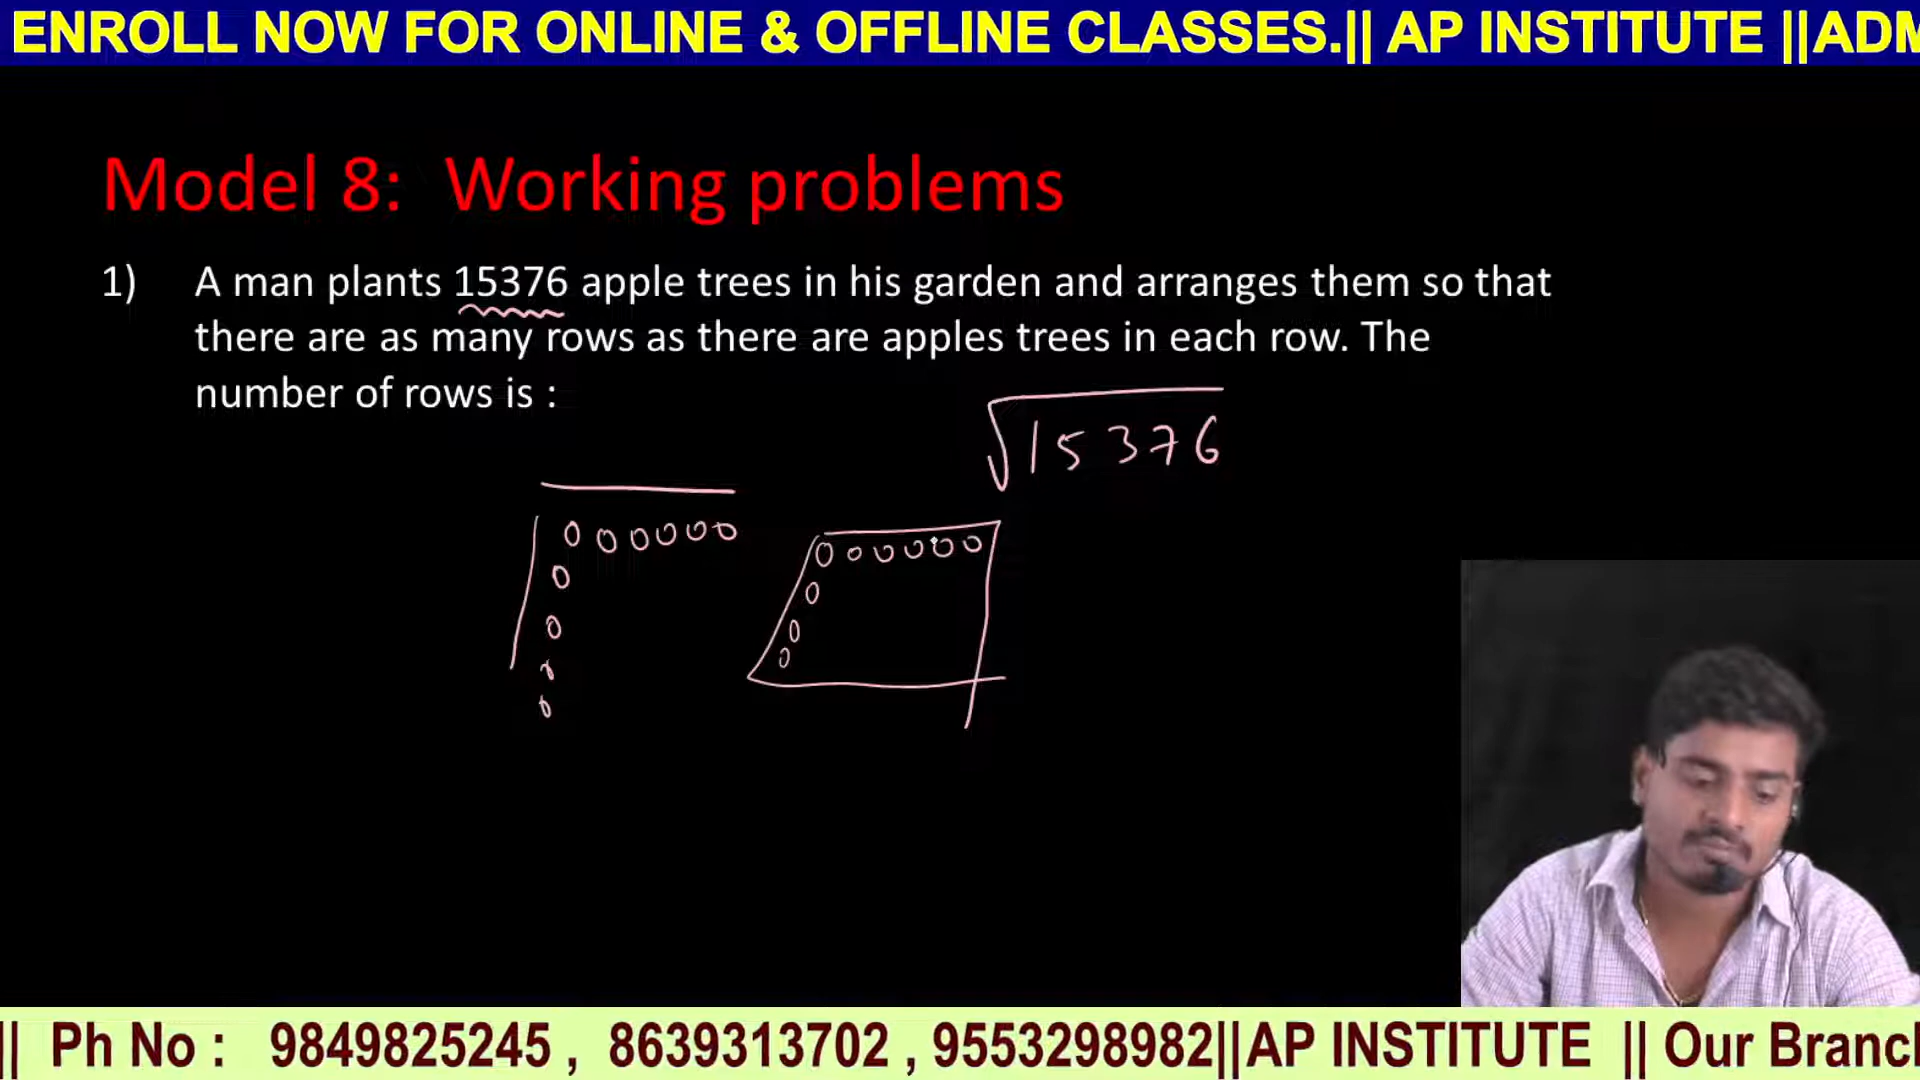 ENROLL NOW FOR ONLINE & OFFLINE CLASSES.|| AP INSTITUTE ||ADM
Model 8: Working problems
1) A man plants 15376 apple trees in his garden and arranges them so that
there are as many rows as there are apples trees in each row. The
number of rows is :
√15376
|| Ph No : 9849825245 , 8639313702 , 9553298982||AP INSTITUTE || Our Branc